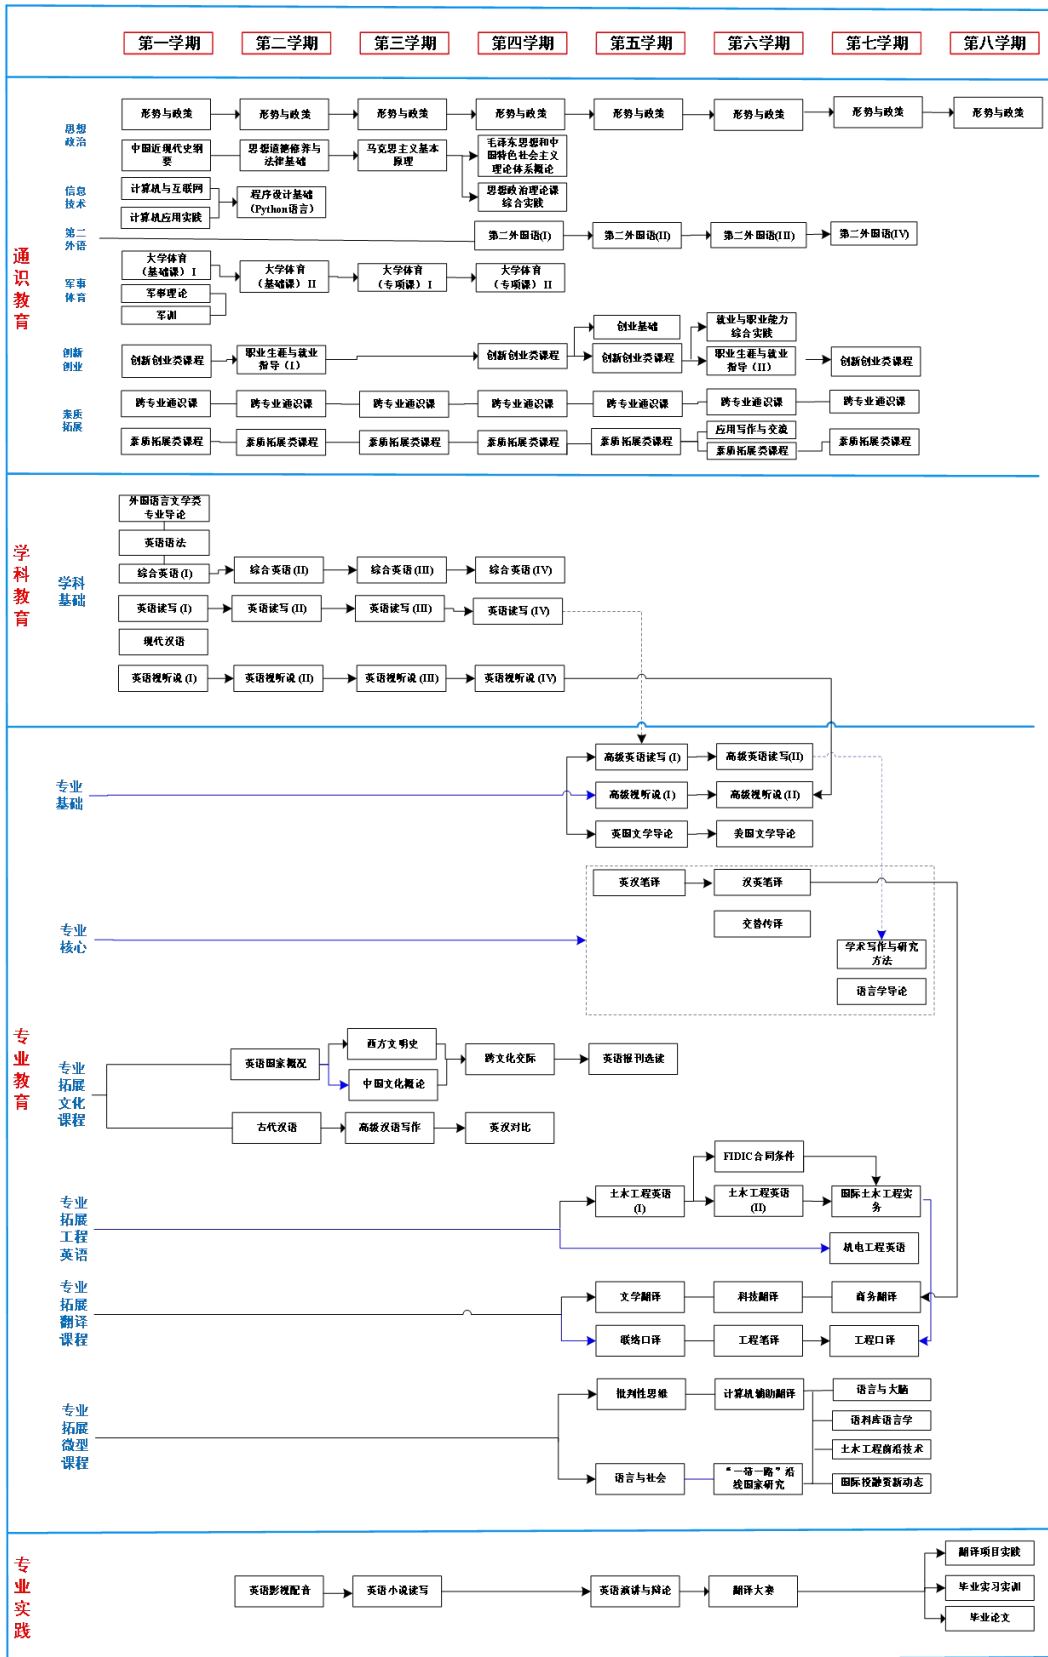 第一学期
第二学期
第三学期
第四学期
第五学期
第六学期
第七学期
第八学期
通识教育
思想
政治
形势与政策
形势与政策
形势与政策
形势与政策
形势与政策
形势与政策
形势与政策
形势与政策
中国近现代史纲
要
思想道德修养与
法律基础
马克思主义基本
原理
毛泽东思想和中
国特色社会主义
理论体系概论
思想政治理论课
综合实践
信息
技术
计算机与互联网
计算机应用实践
程序设计基础
（Python语言）
第二
外语
第二外国语(I)
第二外国语(II)
第二外国语(III)
第二外国语(IV)
军事
体育
大学体育
（基础课） I
大学体育
（基础课） II
大学体育
（专项课） I
大学体育
（专项课） II
军事理论
军训
创新
创业
创新创业类课程
职业生涯与就业
指导（I）
创新创业类课程
创业基础
创新创业类课程
就业与职业能力
综合实践
职业生涯与就业
指导（II）
创新创业类课程
素质
拓展
跨专业通识课
跨专业通识课
跨专业通识课
跨专业通识课
跨专业通识课
跨专业通识课
跨专业通识课
素质拓展类课程
素质拓展类课程
素质拓展类课程
素质拓展类课程
素质拓展类课程
应用写作与交流
素质拓展类课程
素质拓展类课程
学科教育
学科
基础
外国语言文学类
专业导论
英语语法
综合英语(I)
综合英语(II)
综合英语(III)
综合英语(IV)
英语读写(I)
英语读写(II)
英语读写(III)
英语读写(IV)
现代汉语
英语视听说(I)
英语视听说(II)
英语视听说(III)
英语视听说(IV)
专业教育
专业
基础
高级英语读写(I)
高级英语读写(II)
高级视听说(I)
高级视听说(II)
英国文学导论
美国文学导论
专业
核心
英汉笔译
汉英笔译
交替传译
学术写作与研究
方法
语言学导论
专业
拓展
文化
课程
英语国家概况
西方文明史
中国文化概论
跨文化交际
英语报刊选读
古代汉语
高级汉语写作
英汉对比
专业
拓展
工程
英语
土木工程英语
(I)
FIDIC合同条件
土木工程英语
(II)
国际土木工程实
务
机电工程英语
专业
拓展
翻译
课程
文学翻译
科技翻译
商务翻译
联络口译
工程笔译
工程口译
专业
拓展
微型
课程
批判性思维
计算机辅助翻译
语言与大脑
语料库语言学
土木工程前沿技术
语言与社会
“一带一路”沿
线国家研究
国际投融资新动态
专业实践
英语影视配音
英语小说读写
英语演讲与辩论
翻译大赛
翻译项目实践
毕业实习实训
毕业论文